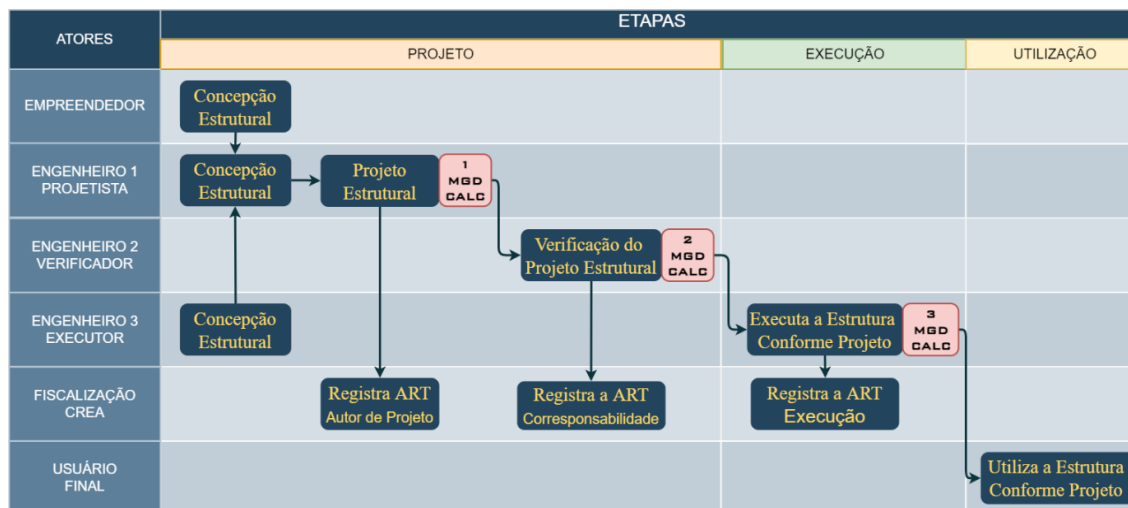 ATORES
ETAPAS
PROJETO
EXECUÇÃO
UTILIZAÇÃO
EMPREENDEDOR
Concepção
Estrutural
ENGENHEIRO 1
PROJETISTA
Concepção
Estrutural
Projeto
Estrutural
1
MGD
CALC
ENGENHEIRO 2
VERIFICADOR
Verificação do
Projeto Estrutural
2
MGD
CALC
ENGENHEIRO 3
EXECUTOR
Concepção
Estrutural
Executa a Estrutura
Conforme Projeto
3
MGD
CALC
FISCALIZAÇÃO
CREA
Registra ART
Autor de Projeto
Registra a ART
Corresponsabilidade
Registra a ART
Execução
USUÁRIO
FINAL
Utiliza a Estrutura
Conforme Projeto